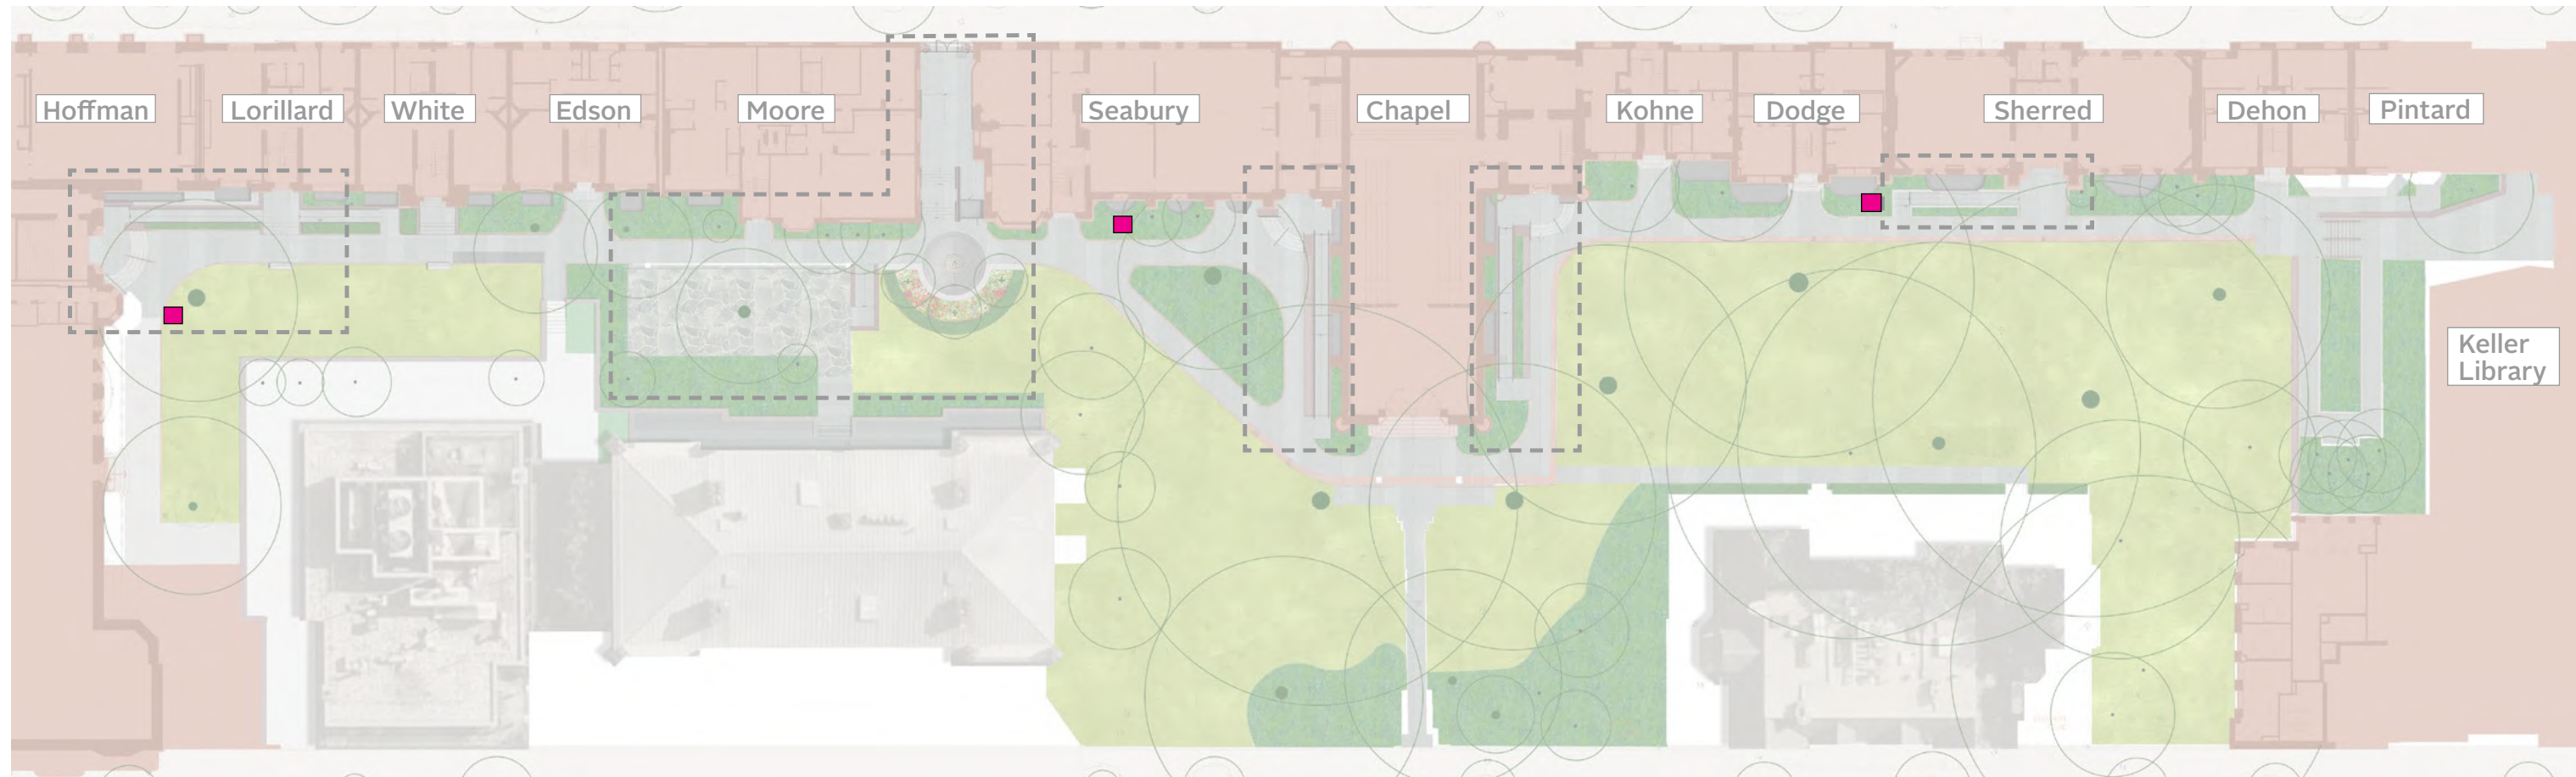 Hoffman
Lorillard
White
Edson
Moore
Seabury
Chapel
Kohne
Dodge
Sherred
Dehon
Pintard
Keller
Library